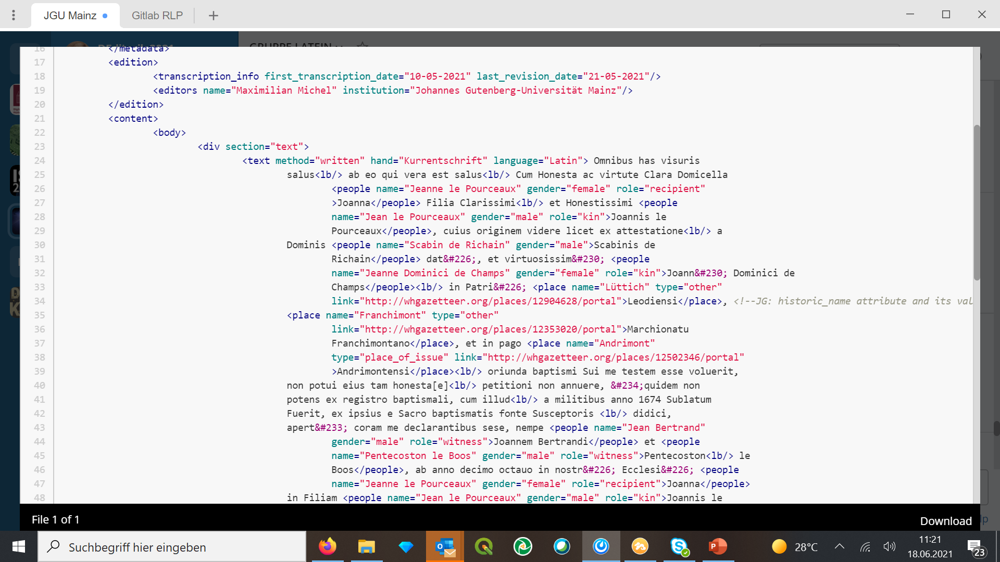 JGU Mainz
Gitlab RLP
16 </metadata>
17 <edition>
18 <transcription_info first_transcription_date="10-05-2021" last_revision_date="21-05-2021"/>
19 <editors name="Maximilian Michel" institution="Johannes Gutenberg-Universität Mainz"/>
20 </edition>
21 <content>
22 <body>
23 <div section="text">
24 <text method="written" hand="Kurrentschrift" language="Latin"> Omnibus has visuris
25 salus<lb/> ab eo qui vera est salus<lb/> Cum Honesta ac virtute Clara Domicella
26 <people name="Jeanne le Pourceaux" gender="female" role="recipient"
27 >Joanna</people> Filia Clarissimi<lb/> et Honestissimi <people
28 name="Jean le Pourceaux" gender="male" role="kin">Joannis le
29 Pourceaux</people>, cuius originem videre licet ex attestatione<lb/> a
30 Dominis <people name="Scabin de Richain" gender="male">Scabinis de
31 Richain</people> dat&#226;, et virtuosissim&#230; <people
32 name="Jeanne Dominici de Champs" gender="female" role="kin">Joann&#230; Dominici de
33 Champs</people><lb/> in Patri&#226; <place name="Lüttich" type="other"
34 link="http://whgazetteer.org/places/12904628/portal">Leodiensi</place>, <!--JG: historic_name attribute and its val
35 <place name="Franchimont" type="other"
36 link="http://whgazetteer.org/places/12353020/portal">Marchionatu
37 Franchimontano</place>, et in pago <place name="Andrimont"
38 type="place_of_issue" link="http://whgazetteer.org/places/12502346/portal"
39 >Andrimontensi</place><lb/> oriunda baptismi Sui me testem esse voluerit,
40 non potui eius tam honesta[e]<lb/> petitioni non annuere, &#234;quidem non
41 potens ex registro baptismali, cum illud<lb/> a militibus anno 1674 Sublatum
42 Fuerit, ex ipsius e Sacro baptismatis fonte Susceptoris <lb/> didici,
43 apert&#233; coram me declarantibus sese, nempe <people name="Jean Bertrand"
44 gender="male" role="witness">Joannem Bertrandi</people> et <people
45 name="Pentecoston le Boos" gender="male" role="witness">Pentecoston<lb/> le
46 Boos</people>, ab anno decimo octauo in nostr&#226; Ecclesi&#226; <people
47 name="Jeanne le Pourceaux" gender="female" role="recipient">Joanna</people>
48 in Filiam <people name="Jean le Pourceaux" gender="male" role="kin">Joannis le
File 1 of 1
Download
Suchbegriff hier eingeben
28°C
11:21
18.06.2021
23